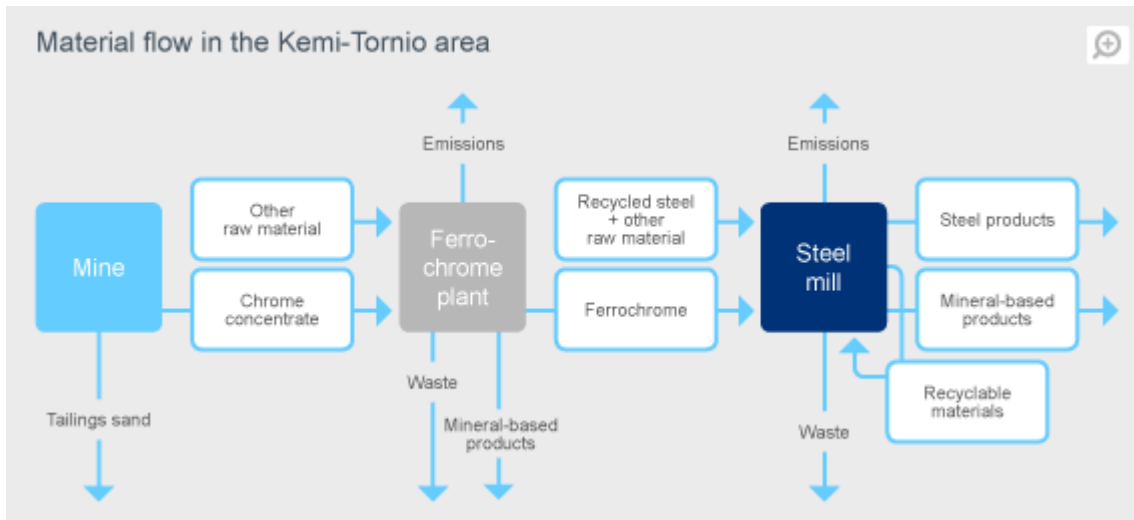 Material flow in the Kemi-Tornio area
Emissions
Emissions
Other
raw material
Recycled steel
+ other
raw material
Steel products
Mine
Ferro-
chrome
plant
Steel
mill
Chrome
concentrate
Ferrochrome
Mineral-based
products
Waste
Recyclable
materials
Tailings sand
Mineral-based
products
Waste